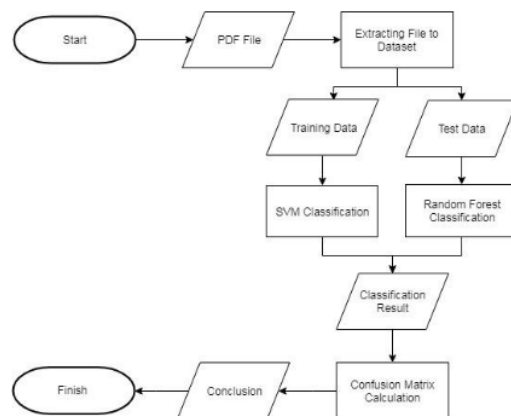 Start
PDF File
Extracting File to
Dataset
Training Data
Test Data
SVM Classification
Random Forest
Classification
Classification
Result
Finish
Conclusion
Confusion Matrix
Calculation